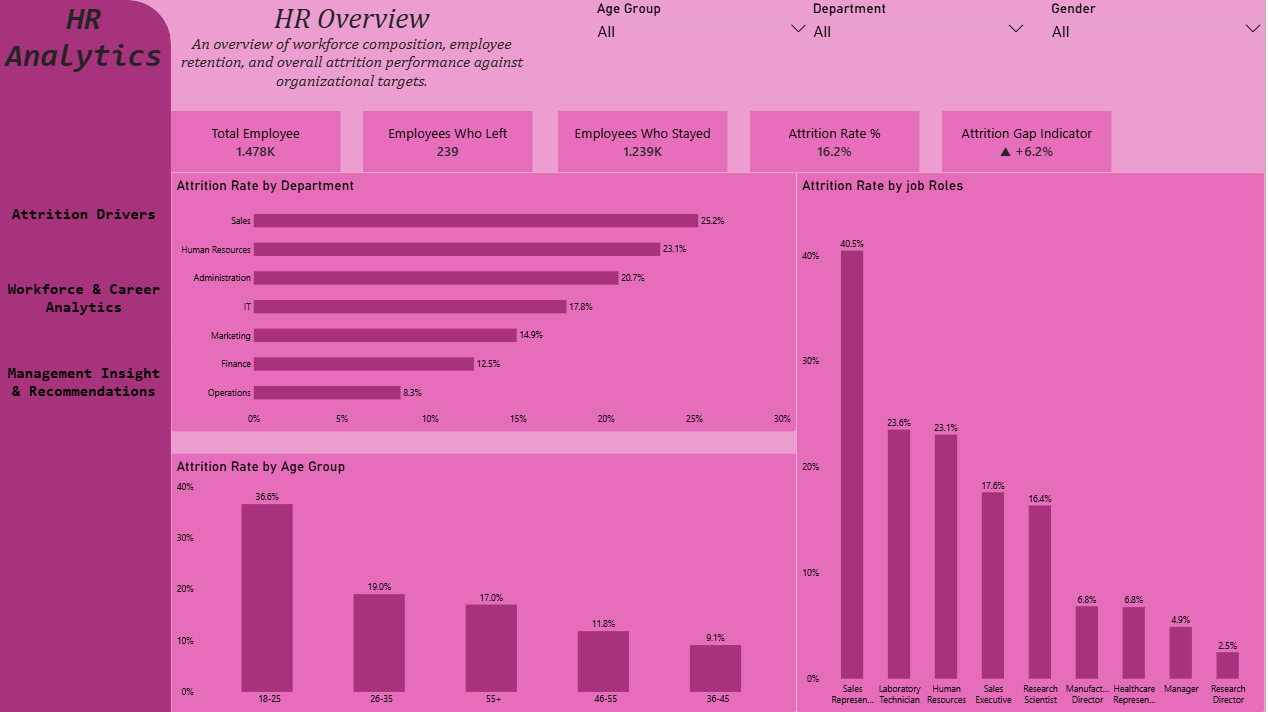 HR
Analytics
HR Overview
An overview of workforce composition, employee
retention, and overall attrition performance against
organizational targets.
Age Group
All
Department
All
Gender
All
Total Employee
1.478K
Employees Who Left
239
Employees Who Stayed
1.239K
Attrition Rate %
16.2%
Attrition Gap Indicator
▲ +6.2%
Attrition Drivers
Workforce & Career
Analytics
Management Insight
& Recommendations
Attrition Rate by Department
Sales 25.2%
Human Resources 23.1%
Administration 20.7%
IT 17.8%
Marketing 14.9%
Finance 12.5%
Operations 8.3%
0% 5% 10% 15% 20% 25% 30%
Attrition Rate by Age Group
40%
30%
20%
10%
0%
36.6%
19.0%
17.0%
11.8%
9.1%
18-25 26-35 55+ 46-55 36-45
Attrition Rate by job Roles
40%
30%
20%
10%
0%
40.5%
23.6%
23.1%
17.6%
16.4%
6.8%
6.8%
4.9%
2.5%
Sales
Represen...
Laboratory
Technician
Human
Resources
Sales
Executive
Research
Scientist
Manufact...
Director
Healthcare
Represen...
Manager
Research
Director